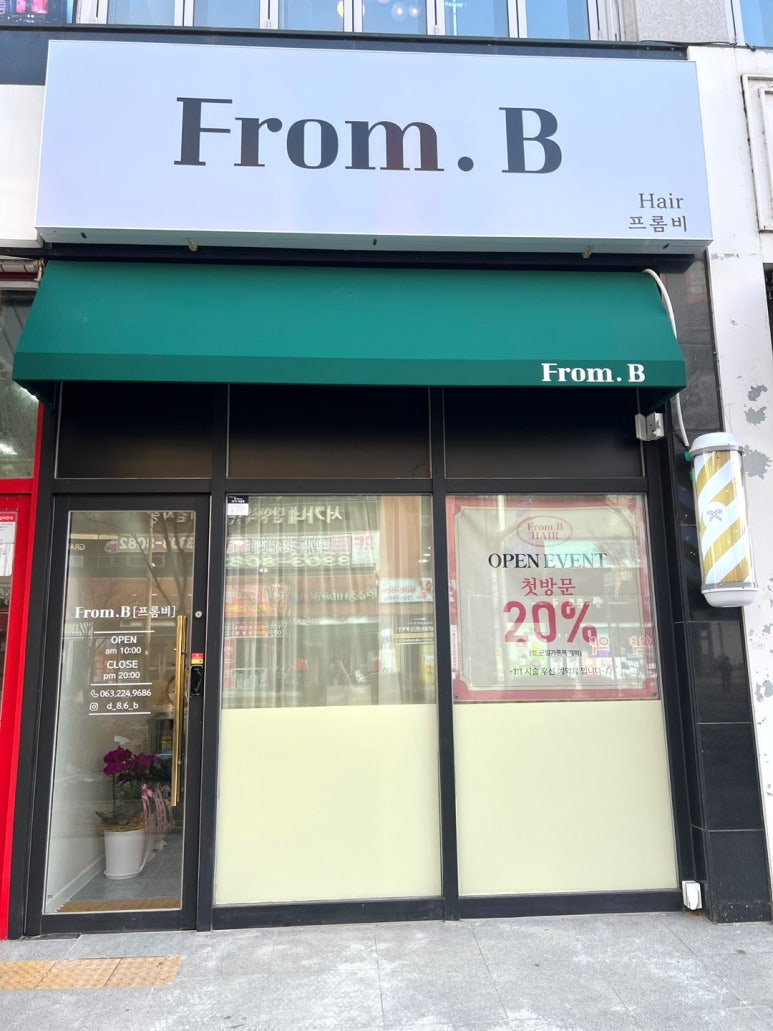 From. B
Hair
프롬비
From. B
From.B [프롬비]
OPEN
am 10:00
CLOSE
pm 20:00
063.224.9686
d_8.6_b
From.B
HAIR
OPEN EVENT
첫방문
20%